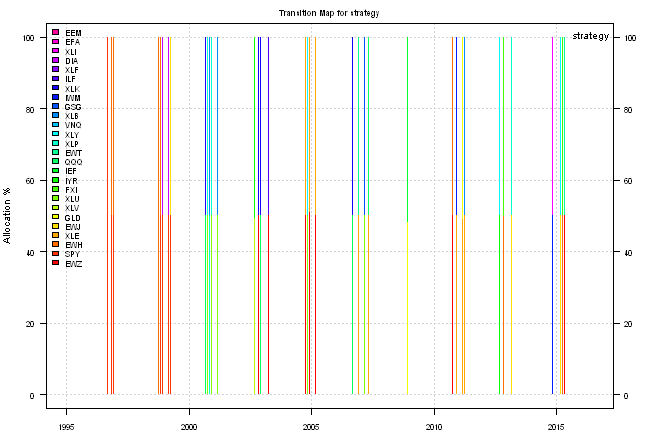 Transition Map for strategy
strategy
EEM
EFA
XLI
DIA
XLF
ILF
XLK
IWM
GSG
XLB
VNQ
XLY
XLP
EWT
QQQ
IEF
IYR
FXI
XLU
XLV
GLD
EWJ
XLE
EWH
SPY
EWZ
Allocation %
100
80
60
40
20
0
100
80
60
40
20
0
1995 2000 2005 2010 2015